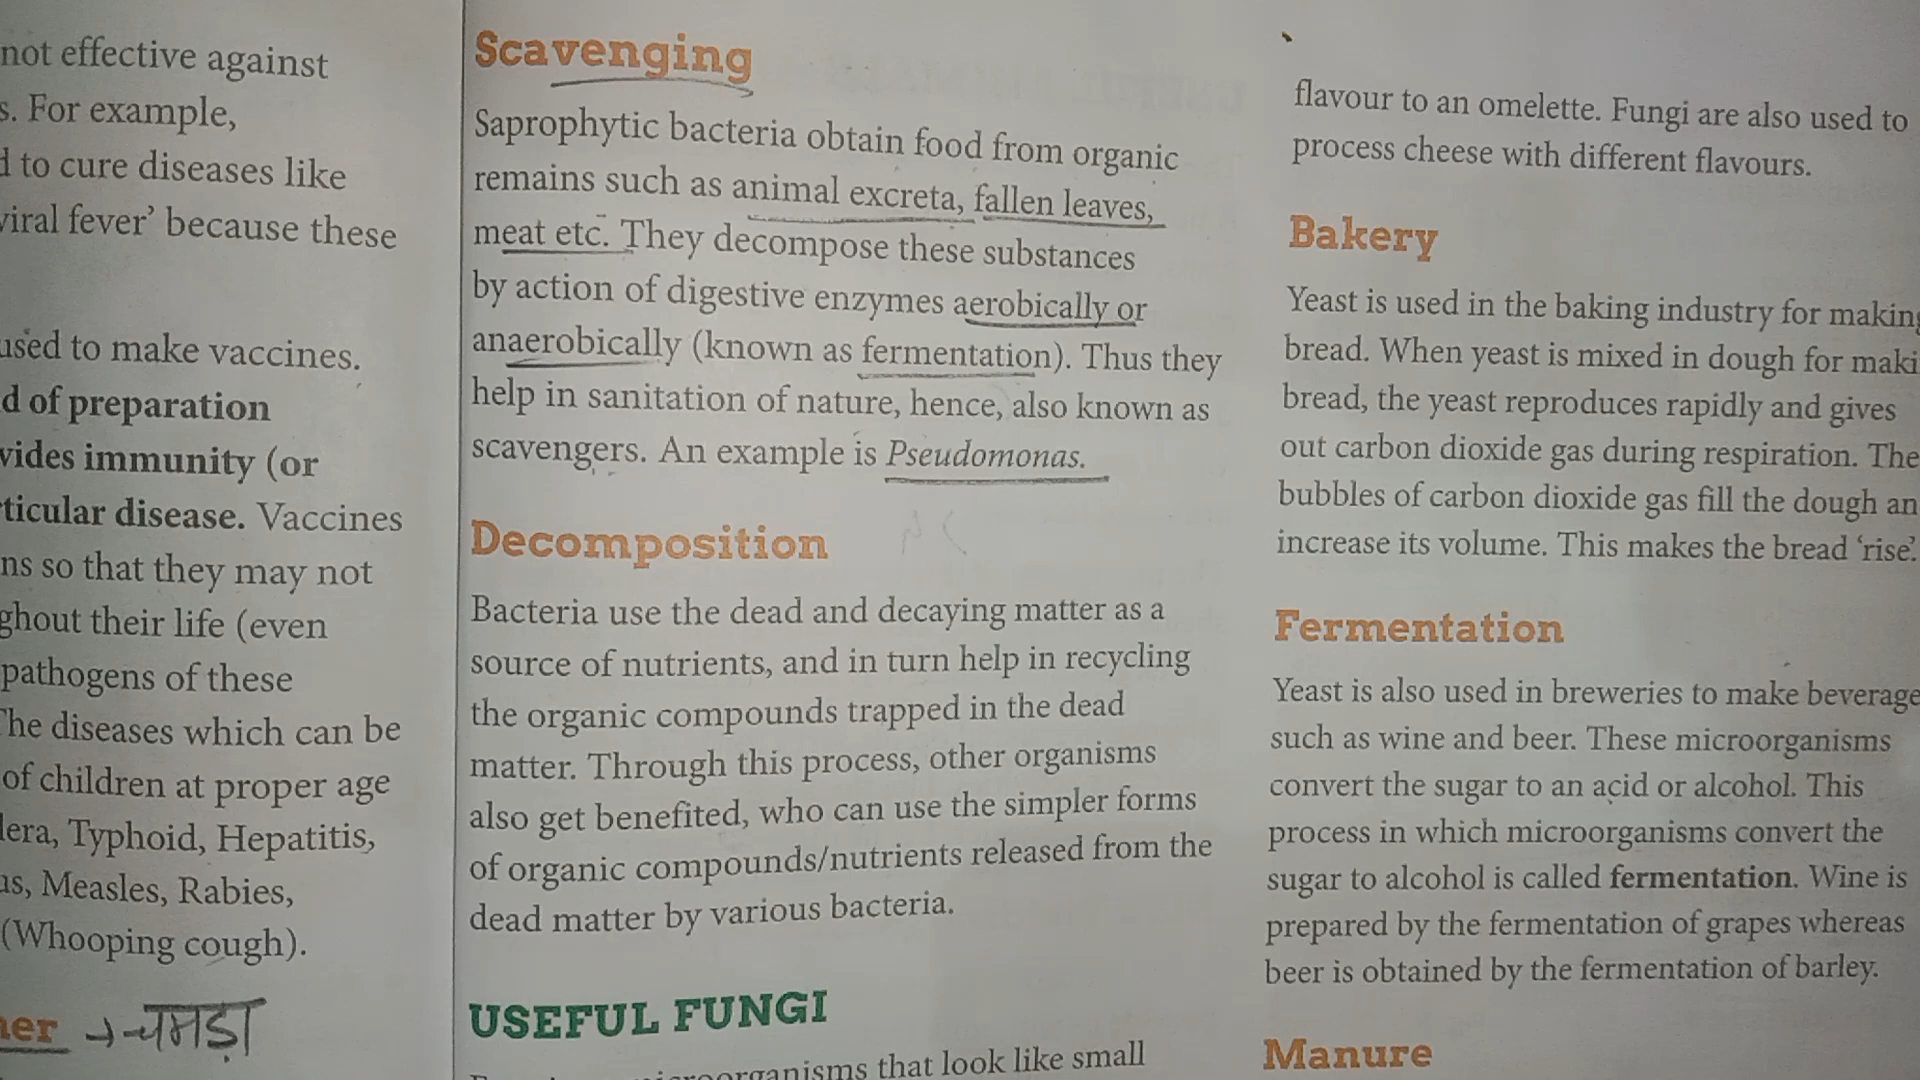 not effective against
s. For example,
d to cure diseases like
viral fever’ because these
used to make vaccines.
d of preparation
vides immunity (or
ticular disease. Vaccines
ns so that they may not
ghout their life (even
pathogens of these
The diseases which can be
of children at proper age
lera, Typhoid, Hepatitis,
us, Measles, Rabies,
(Whooping cough).
her → चमड़ा
Scavenging
Saprophytic bacteria obtain food from organic
remains such as animal excreta, fallen leaves,
meat etc. They decompose these substances
by action of digestive enzymes aerobically or
anaerobically (known as fermentation). Thus they
help in sanitation of nature, hence, also known as
scavengers. An example is Pseudomonas.
Decomposition
Bacteria use the dead and decaying matter as a
source of nutrients, and in turn help in recycling
the organic compounds trapped in the dead
matter. Through this process, other organisms
also get benefited, who can use the simpler forms
of organic compounds/nutrients released from the
dead matter by various bacteria.
USEFUL FUNGI
that look like small
flavour to an omelette. Fungi are also used to
process cheese with different flavours.
Bakery
Yeast is used in the baking industry for making
bread. When yeast is mixed in dough for maki
bread, the yeast reproduces rapidly and gives
out carbon dioxide gas during respiration. The
bubbles of carbon dioxide gas fill the dough an
increase its volume. This makes the bread ‘rise’.
Fermentation
Yeast is also used in breweries to make beverage
such as wine and beer. These microorganisms
convert the sugar to an acid or alcohol. This
process in which microorganisms convert the
sugar to alcohol is called fermentation. Wine is
prepared by the fermentation of grapes whereas
beer is obtained by the fermentation of barley.
Manure